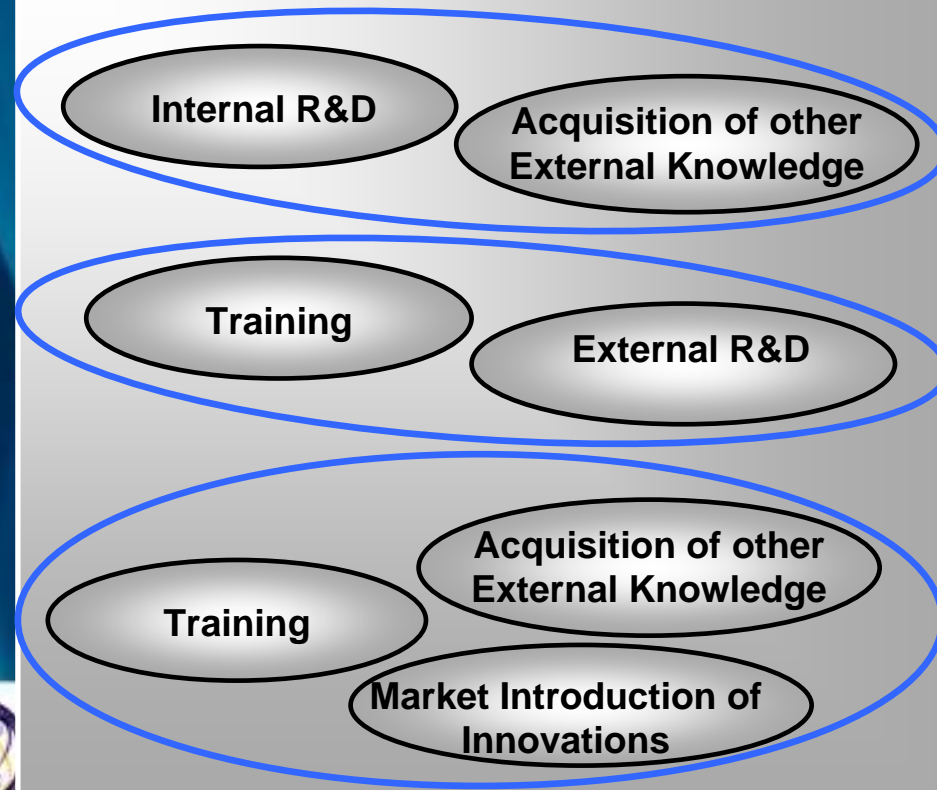 Internal R&D
Acquisition of other
External Knowledge
Training
External R&D
Acquisition of other
External Knowledge
Training
Market Introduction of
Innovations